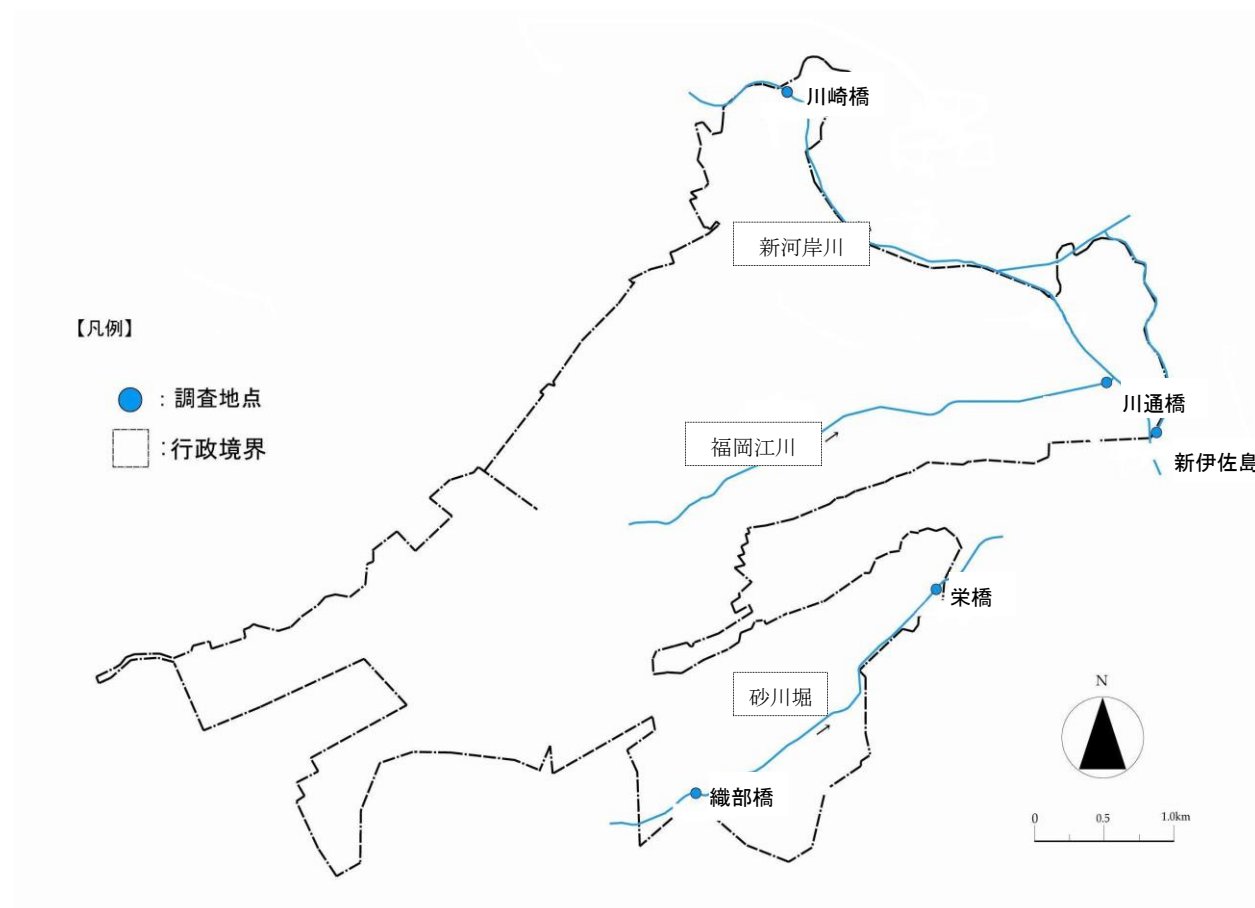 川崎橋
新河岸川
【凡例】
：調査地点
：行政境界
川通橋
福岡江川
新伊佐島
栄橋
砂川堀
織部橋
N
0 0.5 1.0km